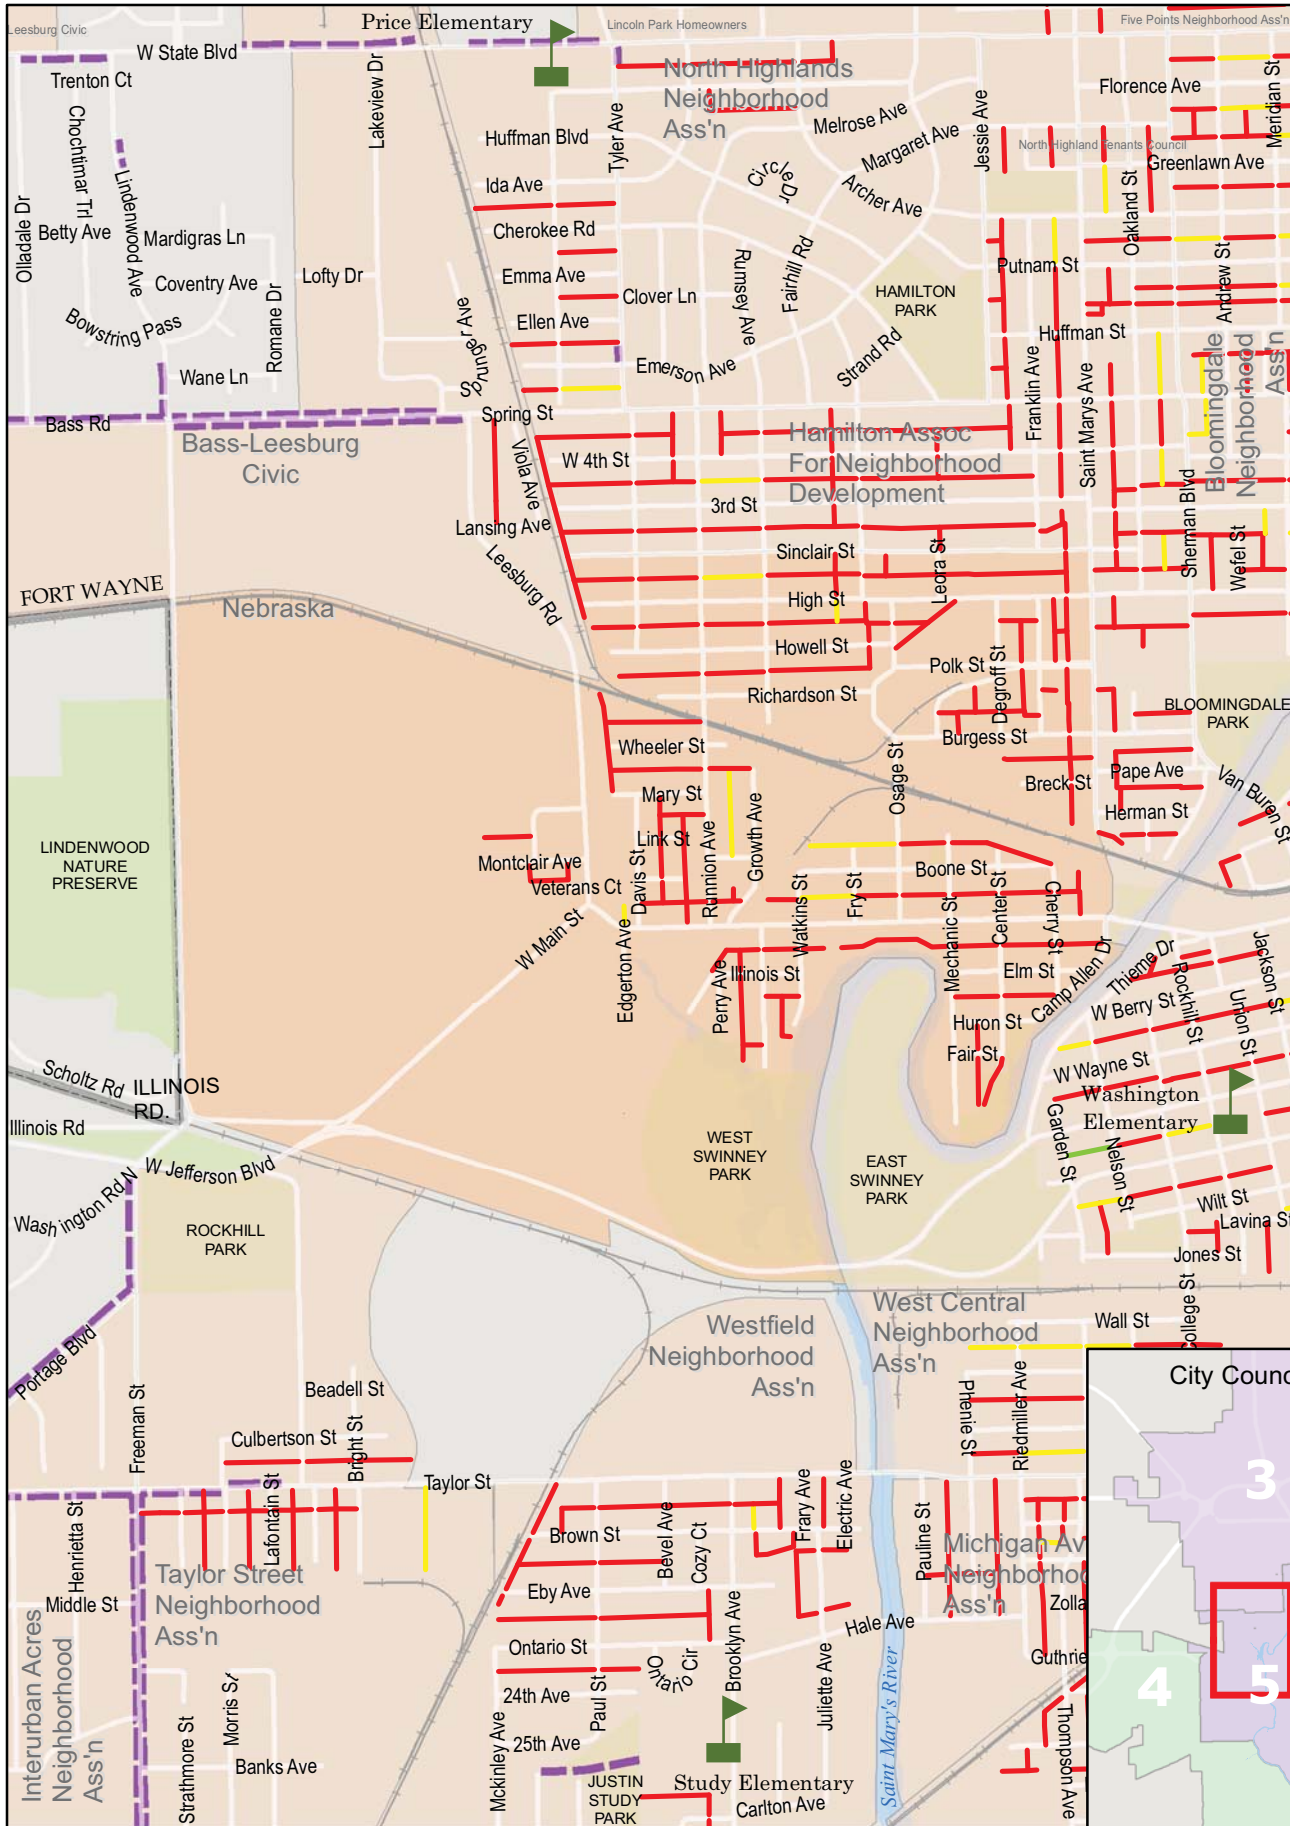 Leesburg Civic
Price Elementary
Lincoln Park Homeowners
Five Points Neighborhood Ass'n
W State Blvd
Trenton Ct
Lakeview Dr
North Highlands
Neighborhood
Ass'n
Florence Ave
Meridian St
Chochtimar Trl
Huffman Blvd
Tyler Ave
Melrose Ave
Margaret Ave
Jessie Ave
North Highland Tenants Council
Greenlawn Ave
Lindenwood Ave
Ida Ave
Circle Dr
Archer Ave
Oakland St
Olladale Dr
Betty Ave
Mardigras Ln
Cherokee Rd
Coventry Ave
Lofty Dr
Emma Ave
Clover Ln
Rumsey Ave
Fairhill Rd
HAMILTON
PARK
Putnam St
Andrew St
Bowstring Pass
Romane Dr
Spungar Ave
Ellen Ave
Emerson Ave
Strand Rd
Huffman St
Wane Ln
Franklin Ave
Saint Marys Ave
Bloomingdale
Neighborhood
Ass'n
Bass Rd
Spring St
Bass-Leesburg
Civic
Viola Ave
W 4th St
Hamilton Assoc
For Neighborhood
Development
3rd St
Lansing Ave
Sinclair St
Leora St
Sherman Blvd
Wefel St
Leesburg Rd
FORT WAYNE
Nebraska
High St
Howell St
Polk St
Degroff St
Richardson St
BLOOMINGDALE
PARK
Wheeler St
Osage St
Burgess St
Mary St
Growth Ave
Breck St
Pape Ave
Van Buren St
Herman St
LINDENWOOD
NATURE
PRESERVE
Link St
Montclair Ave
Veterans Ct
Davis St
Runnion Ave
Boone St
Watkins St
Fry St
Mechanic St
Center St
Cherry St
W Main St
Edgerton Ave
Perry Ave
Illinois St
Elm St
Camp Allen Dr
Thieme Dr
Rockhill St
Jackson St
W Berry St
Union St
Huron St
Fair St
W Wayne St
Scholtz Rd
ILLINOIS
RD.
Washington
Elementary
Illinois Rd
WEST
SWINNEY
PARK
Garden St
Nelson St
W Jefferson Blvd
EAST
SWINNEY
PARK
Washington Rd N
ROCKHILL
PARK
Wilt St
Lavina St
Jones St
College St
West Central
Neighborhood
Ass'n
Westfield
Neighborhood
Ass'n
Wall St
Portage Blvd
City Counc
Freeman St
Beadell St
Phenie St
Riedmiller Ave
Culbertson St
Bright St
3
Taylor St
Henrietta St
Lafontain St
Frary Ave
Electric Ave
Brown St
Bevel Ave
Cozy Ct
Pauline St
Michigan Av
Neighborhoo
Ass'n
Taylor Street
Neighborhood
Ass'n
Eby Ave
Middle St
Zolla
Hale Ave
Brooklyn Ave
Interurban Acres
Neighborhood
Ass'n
Ontario St
Ontario Cir
Guthrie
Juliette Ave
Saint Mary's River
24th Ave
Paul St
4
5
Morris St
Strathmore St
Mckinley Ave
25th Ave
Thompson Ave
Banks Ave
JUSTIN
STUDY
PARK
Study Elementary
Carlton Ave